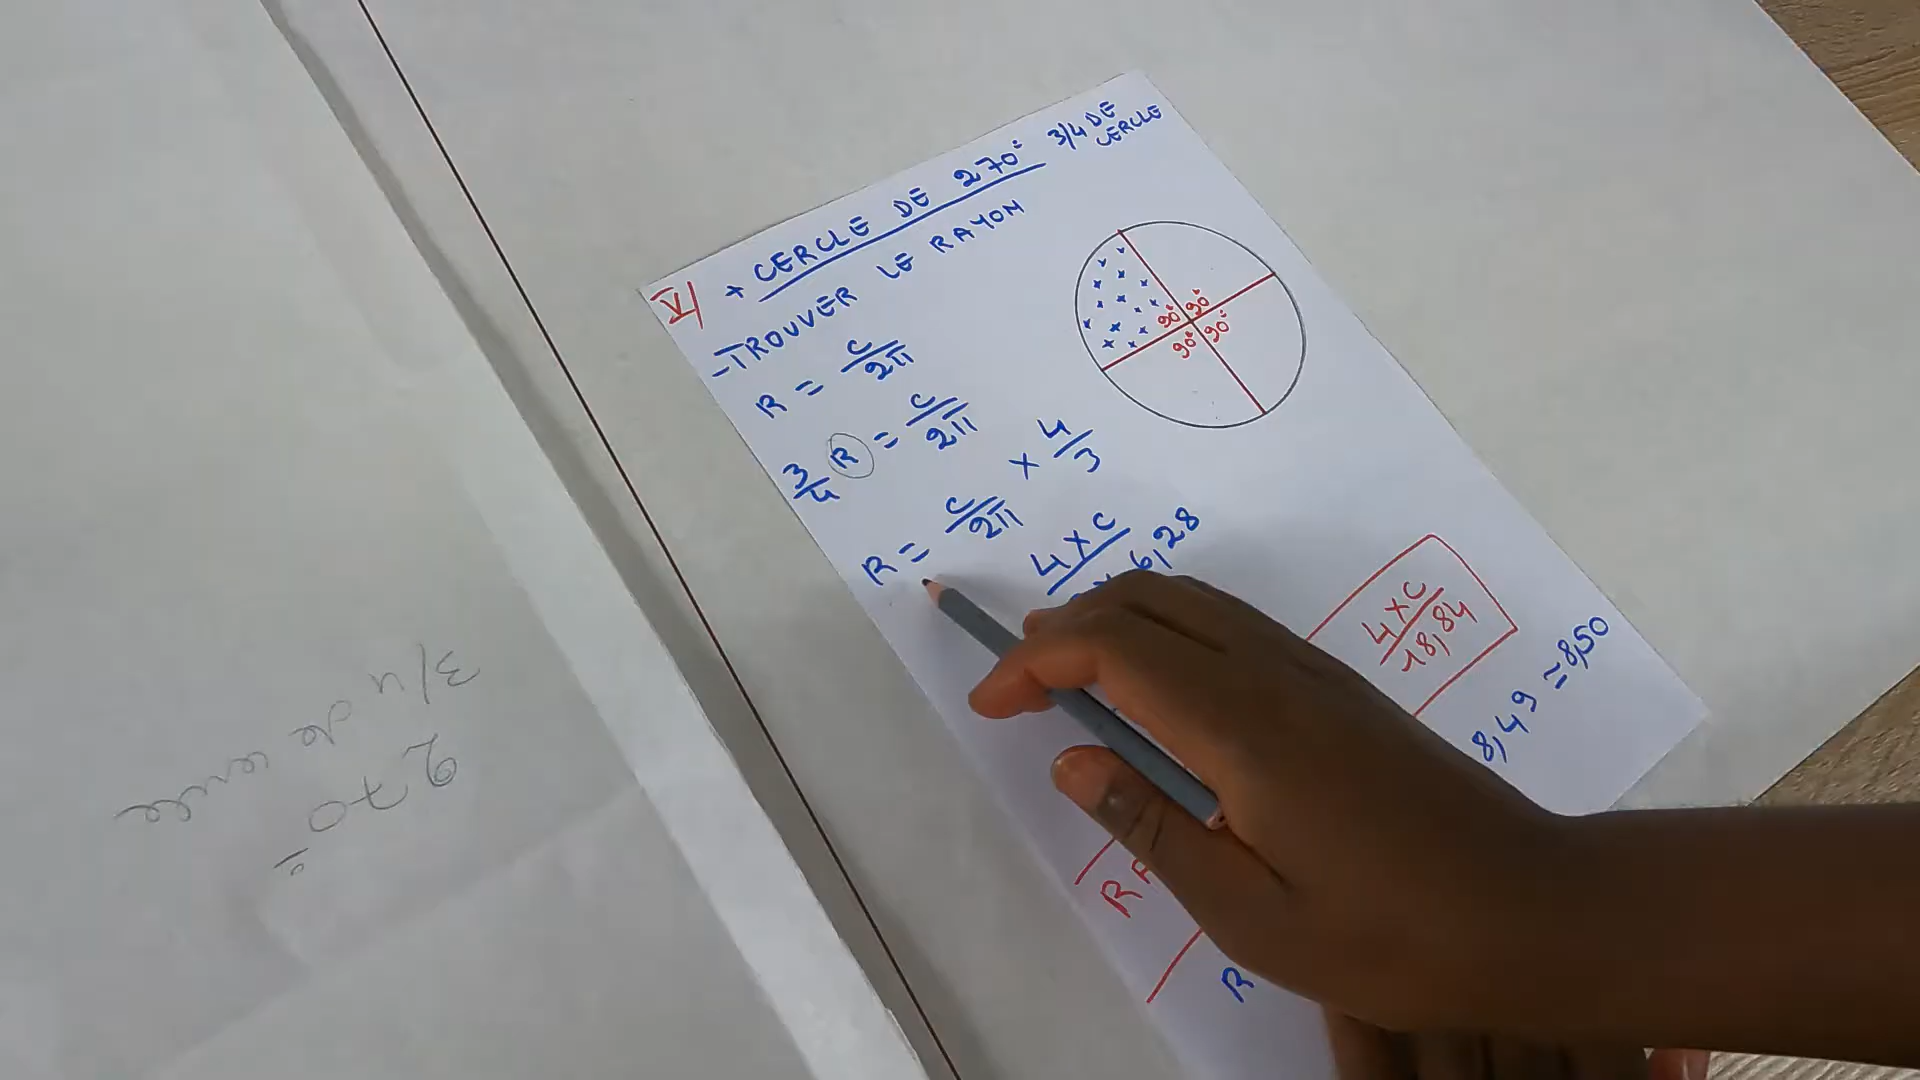 V) + CERCLE DE 270° 3/4 DE CERCLE
- TROUVER LE RAYON
R = C/2π
3/4 R = C/2π
R = C/2π × 4/3
4 × C / 6,28
4 × C / 18,84
8,49 ≃ 8,50
RA
R
90° 90°
90° 90°
270°
3/4 de cercle